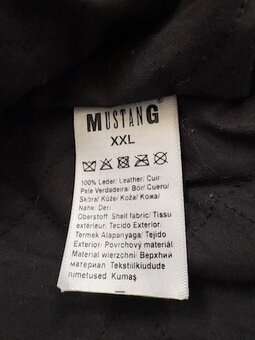 MUSTANG®
XXL
100% Leder/ Leather/ Cuir/
Pele Verdadeira/ Bőr/ Cuero/
Skóra/ Kůže/ Koža/ Кожа/
Nahk/ Deri
Oberstoff/ Shell fabric/ Tissu
extérieur/ Tecido Exterior/
Termek Alapanyaga/ Tejido
Exterior/ Povrchový materiál/
Materiał wierzchni/ Верхний
материал/ Tekstiilkiudude
nimetused/ Kumaş